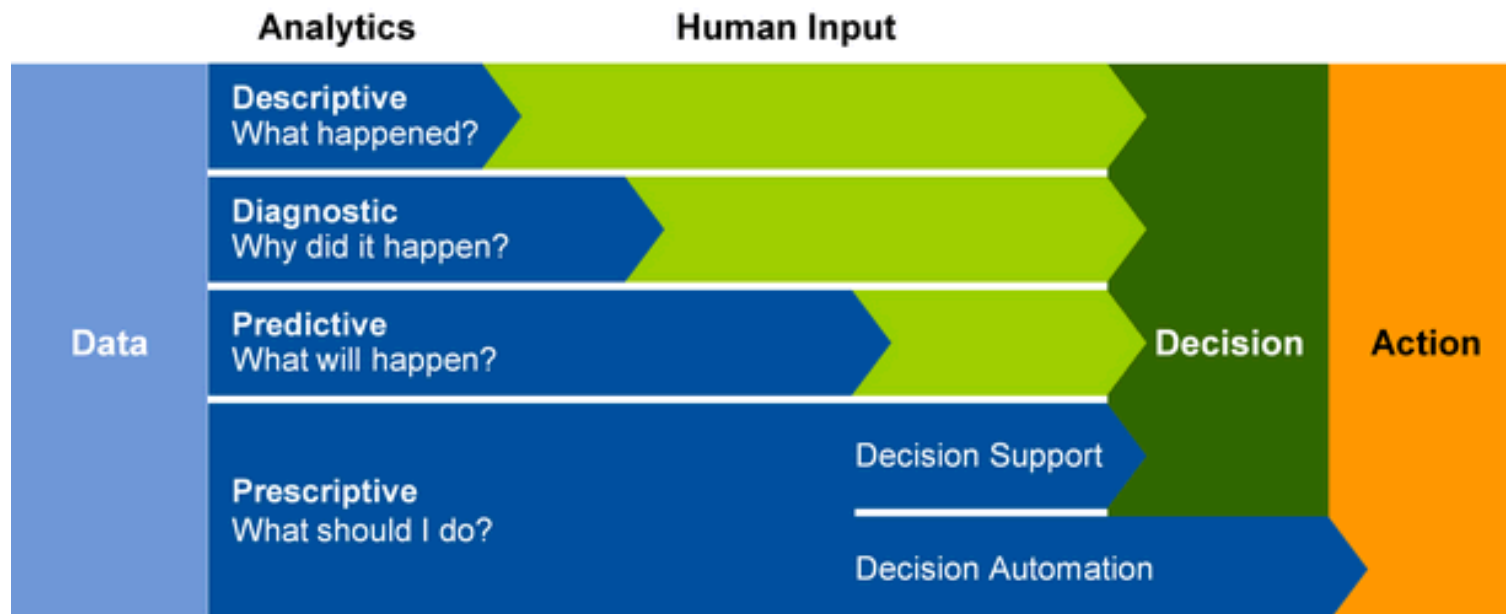 Analytics
Human Input
Data
Descriptive
What happened?
Diagnostic
Why did it happen?
Predictive
What will happen?
Prescriptive
What should I do?
Decision Support
Decision Automation
Decision
Action